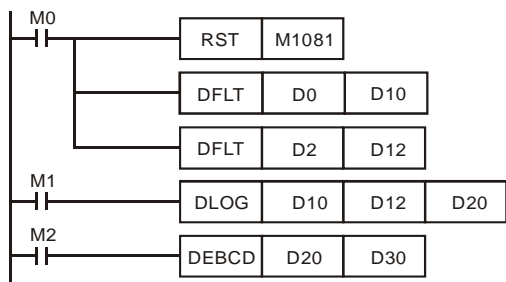 M0
RST M1081
DFLT D0 D10
DFLT D2 D12
M1
DLOG D10 D12 D20
M2
DEBCD D20 D30